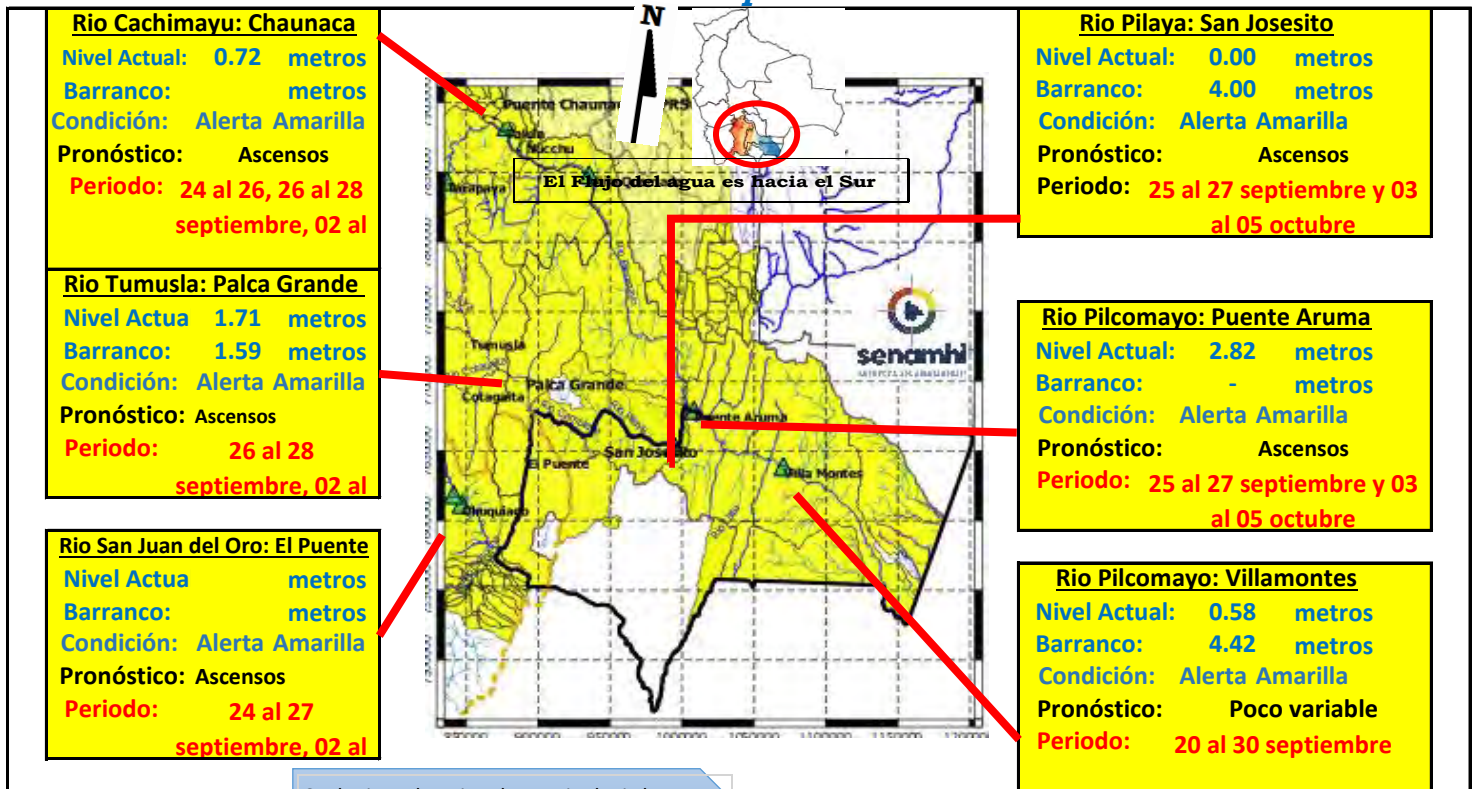 Rio Cachimayu: Chaunaca
Nivel Actual: 0.72 metros
Barranco: metros
Condición: Alerta Amarilla
Pronóstico: Ascensos
Periodo: 24 al 26, 26 al 28
septiembre, 02 al
Rio Tumusla: Palca Grande
Nivel Actua 1.71 metros
Barranco: 1.59 metros
Condición: Alerta Amarilla
Pronóstico: Ascensos
Periodo: 26 al 28
septiembre, 02 al
Rio San Juan del Oro: El Puente
Nivel Actua metros
Barranco: metros
Condición: Alerta Amarilla
Pronóstico: Ascensos
Periodo: 24 al 27
septiembre, 02 al
N
El Flujo del agua es hacia el Sur
Puente
Nucchu
Tarapaya
Tumusla
Palca Grande
Cotagaita
Puente Aruma
San Josesito
El Puente
Villa Montes
Chuquiago
senamhi
Rio Pilaya: San Josesito
Nivel Actual: 0.00 metros
Barranco: 4.00 metros
Condición: Alerta Amarilla
Pronóstico: Ascensos
Periodo: 25 al 27 septiembre y 03
al 05 octubre
Rio Pilcomayo: Puente Aruma
Nivel Actual: 2.82 metros
Barranco: - metros
Condición: Alerta Amarilla
Pronóstico: Ascensos
Periodo: 25 al 27 septiembre y 03
al 05 octubre
Rio Pilcomayo: Villamontes
Nivel Actual: 0.58 metros
Barranco: 4.42 metros
Condición: Alerta Amarilla
Pronóstico: Poco variable
Periodo: 20 al 30 septiembre